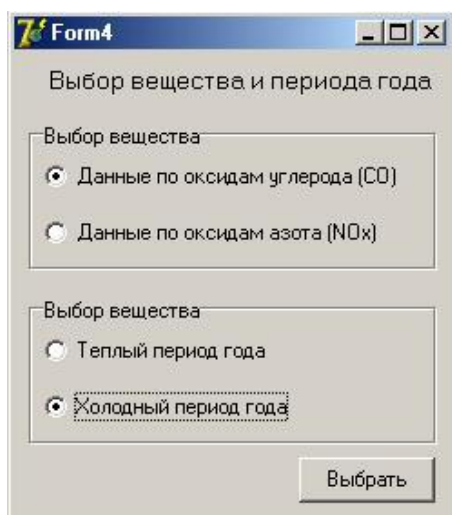 Form4
Выбор вещества и периода года
Выбор вещества
Данные по оксидам углерода (CO)
Данные по оксидам азота (NOx)
Выбор вещества
Теплый период года
Холодный период года
Выбрать